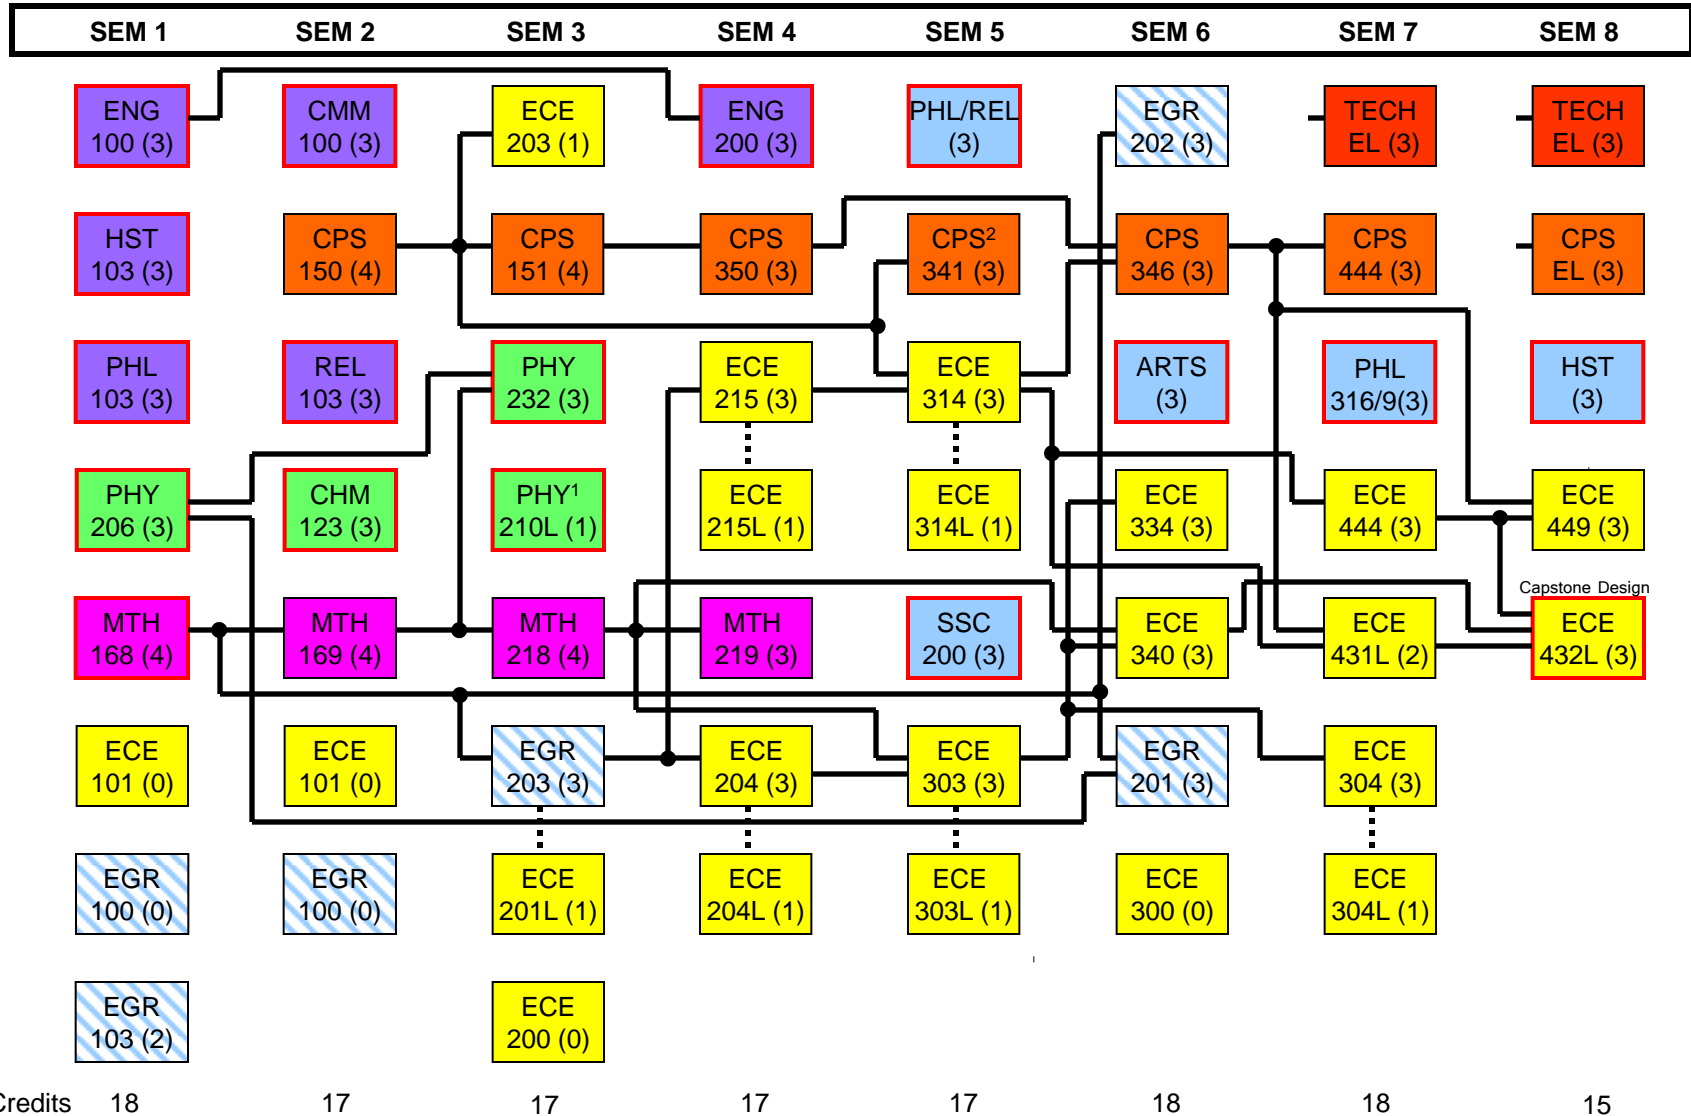 SEM 1 SEM 2 SEM 3 SEM 4 SEM 5 SEM 6 SEM 7 SEM 8
ENG CMM ECE ENG PHL/REL EGR TECH TECH
100 (3) 100 (3) 203 (1) 200 (3) (3) 202 (3) EL (3) EL (3)
HST CPS CPS CPS CPS² CPS CPS CPS
103 (3) 150 (4) 151 (4) 350 (3) 341 (3) 346 (3) 444 (3) EL (3)
PHL REL PHY ECE ECE ARTS PHL HST
103 (3) 103 (3) 232 (3) 215 (3) 314 (3) (3) 316/9(3) (3)
PHY CHM PHY¹ ECE ECE ECE ECE ECE
206 (3) 123 (3) 210L (1) 215L (1) 314L (1) 334 (3) 444 (3) 449 (3)
Capstone Design
MTH MTH MTH MTH SSC ECE ECE ECE
168 (4) 169 (4) 218 (4) 219 (3) 200 (3) 340 (3) 431L (2) 432L (3)
ECE ECE EGR ECE ECE EGR ECE
101 (0) 101 (0) 203 (3) 204 (3) 303 (3) 201 (3) 304 (3)
EGR EGR ECE ECE ECE ECE ECE
100 (0) 100 (0) 201L (1) 204L (1) 303L (1) 300 (0) 304L (1)
EGR ECE
103 (2) 200 (0)
Credits 18 17 17 17 17 18 18 15